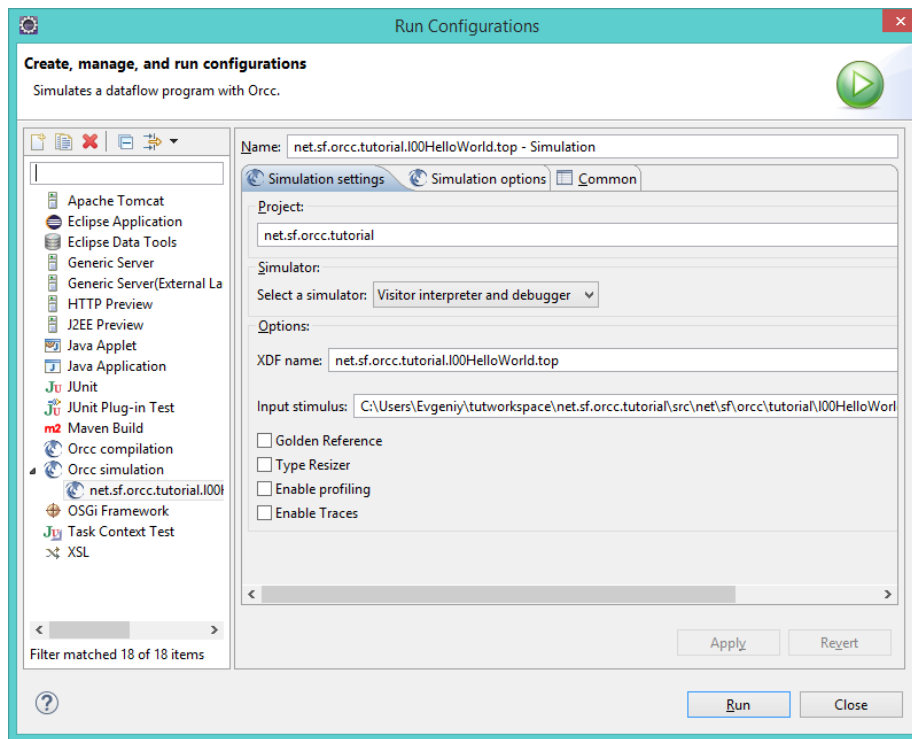 Run Configurations
Create, manage, and run configurations
Simulates a dataflow program with Orcc.
Apache Tomcat
Eclipse Application
Eclipse Data Tools
Generic Server
Generic Server(External La
HTTP Preview
J2EE Preview
Java Applet
Java Application
JUnit
JUnit Plug-in Test
Maven Build
Orcc compilation
Orcc simulation
net.sf.orcc.tutorial.l00H
OSGi Framework
Task Context Test
XSL
Filter matched 18 of 18 items
Name: net.sf.orcc.tutorial.l00HelloWorld.top - Simulation
Simulation settings Simulation options Common
Project:
net.sf.orcc.tutorial
Simulator:
Select a simulator: Visitor interpreter and debugger
Options:
XDF name: net.sf.orcc.tutorial.l00HelloWorld.top
Input stimulus: C:\Users\Evgeniy\tutworkspace\net.sf.orcc.tutorial\src\net\sf\orcc\tutorial\l00HelloWorl
Golden Reference
Type Resizer
Enable profiling
Enable Traces
Apply Revert
Run Close